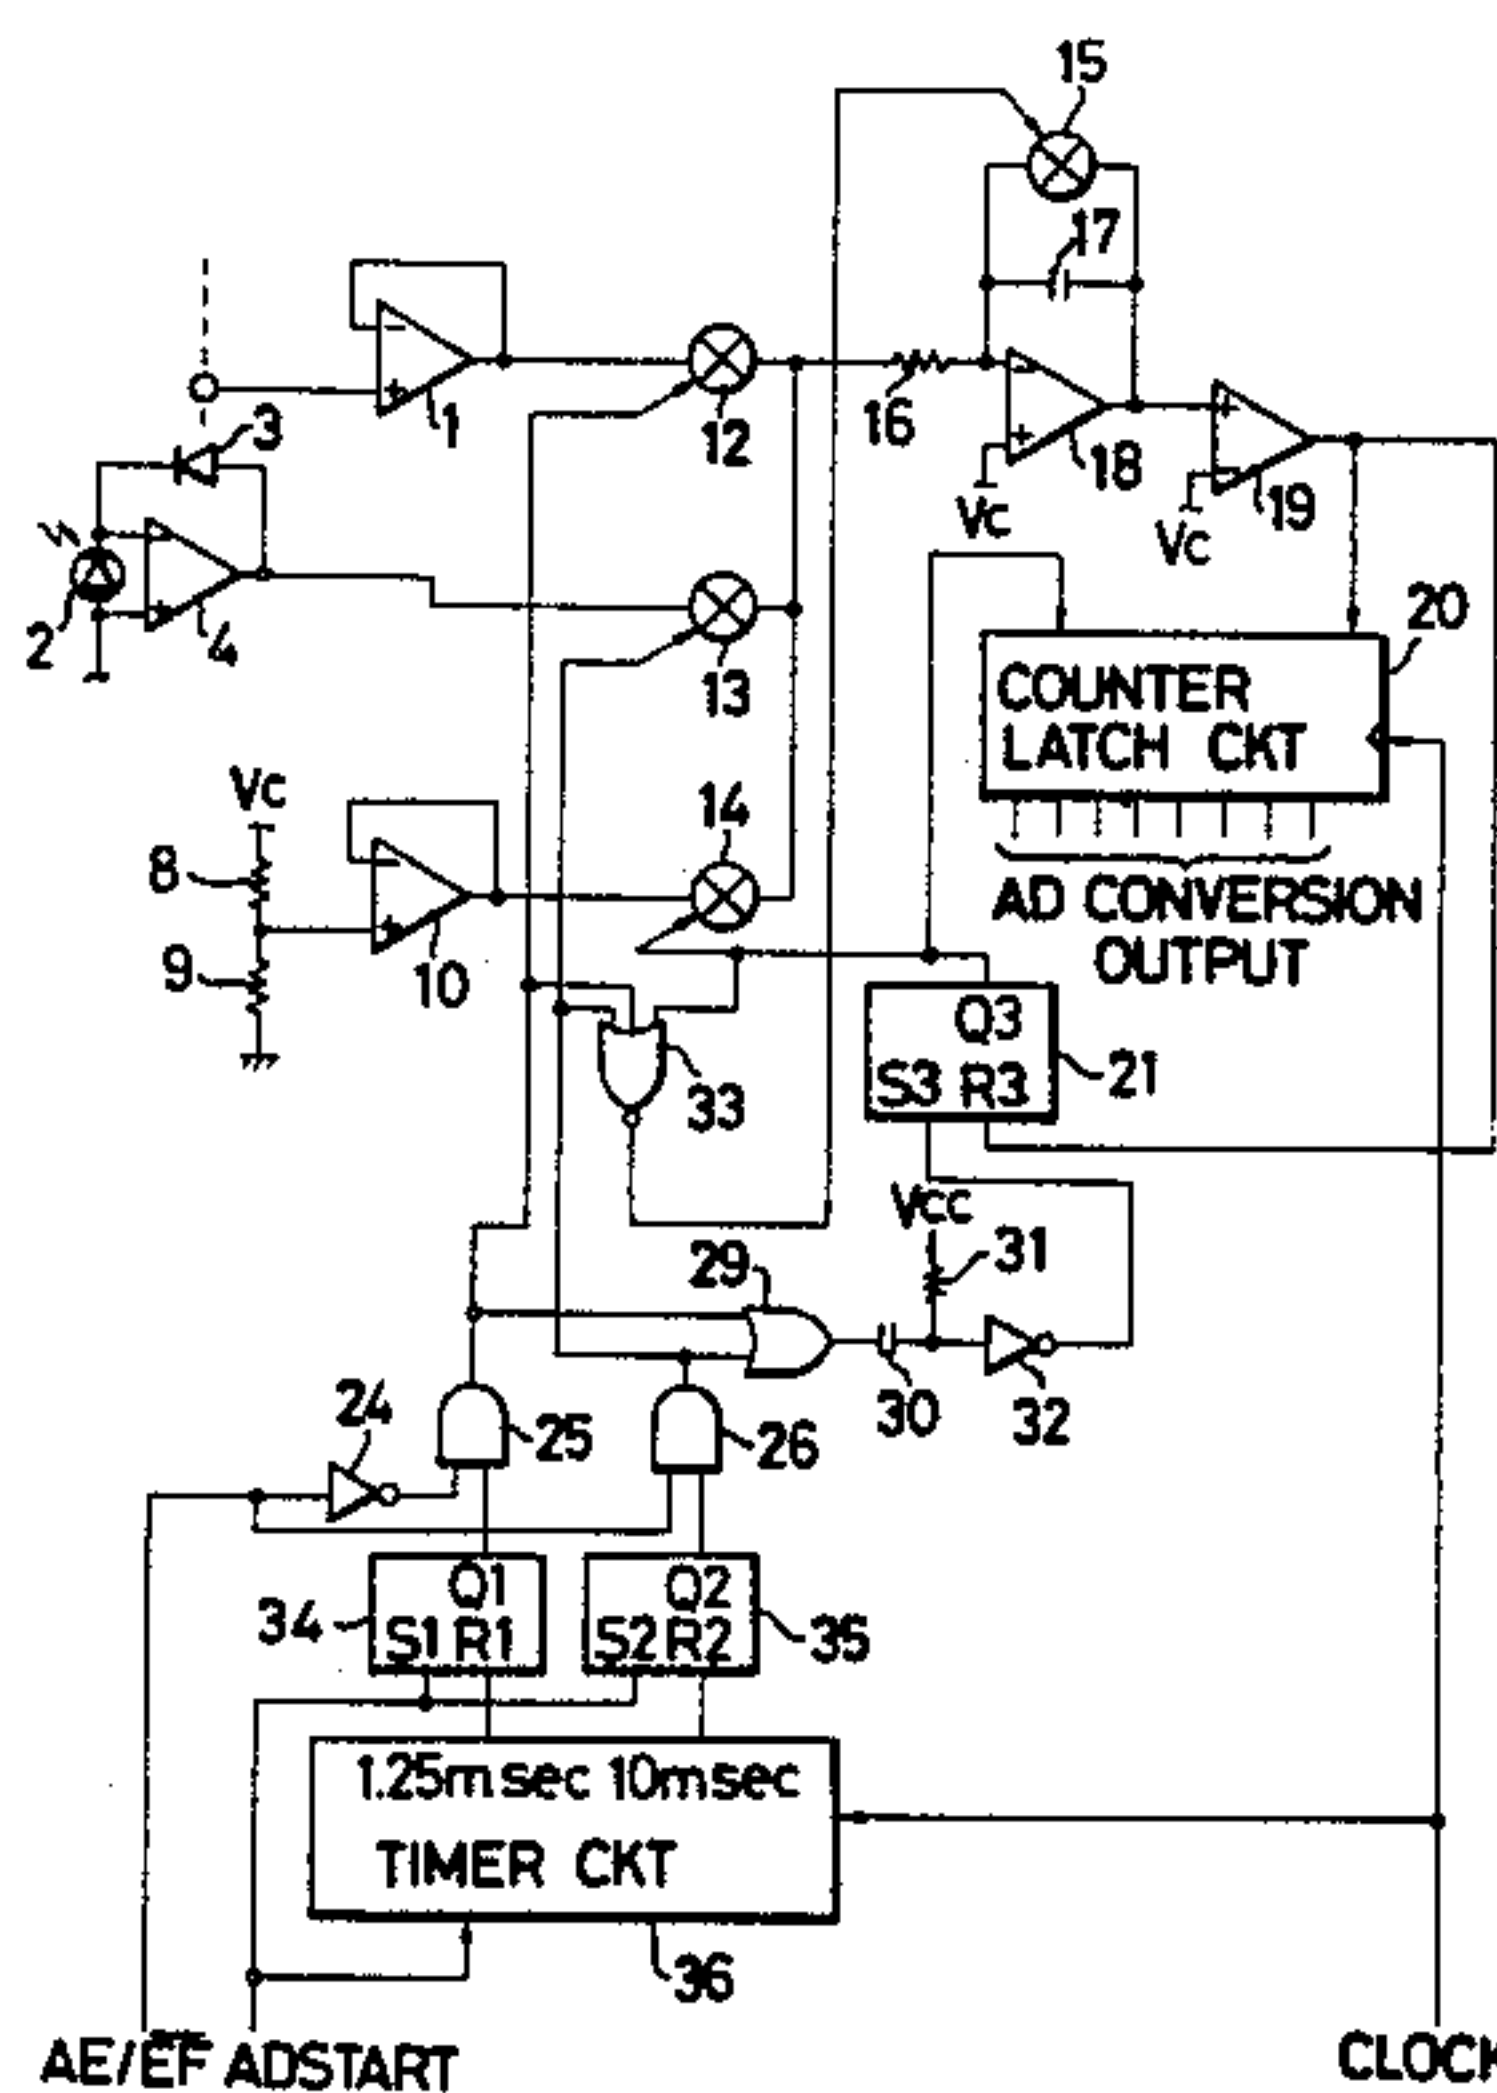 15
17
3
1
12
16
18
19
Vc
Vc
2
4
13
20
COUNTER
LATCH CKT
Vc
8
14
9
10
AD CONVERSION
OUTPUT
Q3
S3 R3
21
33
Vcc
31
29
30
32
24
25
26
Q1
S1 R1
34
Q2
S2 R2
35
1.25msec 10msec
TIMER CKT
36
AE/E̅F̅ ADSTART
CLOCK